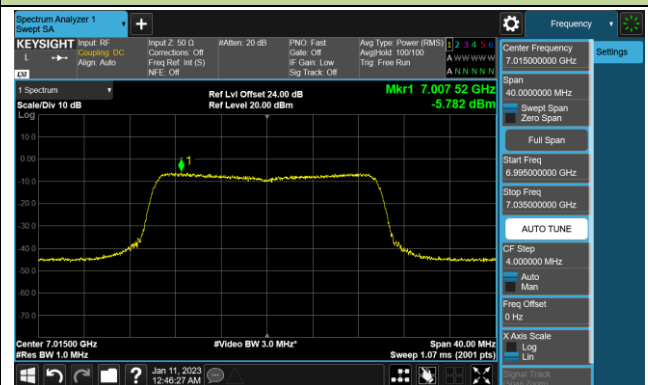 Spectrum Analyzer 1
Swept SA
Frequency
KEYSIGHT
Input: RF
Coupling: DC
Align: Auto
Input Z: 50 Ω
Corrections: Off
Freq Ref: Int (S)
NFE: Off
#Atten: 20 dB
PNO: Fast
Gate: Off
IF Gain: Low
Sig Track: Off
Avg Type: Power (RMS)
Avg|Hold: 100/100
Trig: Free Run
1 2 3 4 5 6
A W W W W W
A N N N N N
L
LXI
1 Spectrum
Scale/Div 10 dB
Log
Ref Lvl Offset 24.00 dB
Ref Level 20.00 dBm
Mkr1 7.007 52 GHz
-5.782 dBm
10.0
0.00
-10.0
-20.0
-30.0
-40.0
-50.0
-60.0
-70.0
1
Center 7.01500 GHz
#Res BW 1.0 MHz
#Video BW 3.0 MHz*
Span 40.00 MHz
Sweep 1.07 ms (2001 pts)
Jan 11, 2023
12:46:27 AM
Settings
Center Frequency
7.015000000 GHz
Span
40.0000000 MHz
Swept Span
Zero Span
Full Span
Start Freq
6.995000000 GHz
Stop Freq
7.035000000 GHz
AUTO TUNE
CF Step
4.000000 MHz
Auto
Man
Freq Offset
0 Hz
X Axis Scale
Log
Lin
Signal Track
(Span Zoom)